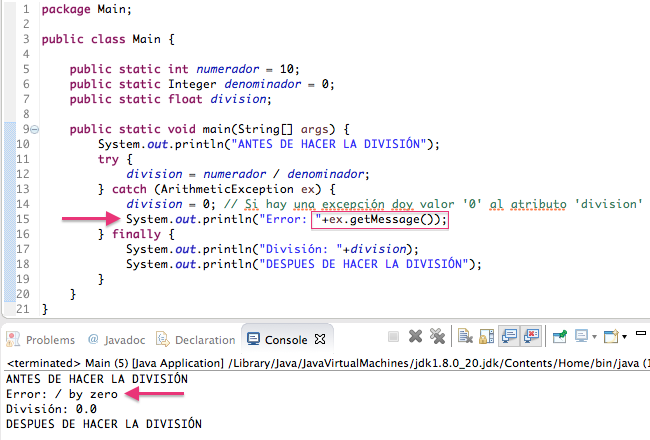 1 package Main;
2
3 public class Main {
4
5 public static int numerador = 10;
6 public static Integer denominador = 0;
7 public static float division;
8
9 public static void main(String[] args) {
10 System.out.println("ANTES DE HACER LA DIVISIÓN");
11 try {
12 division = numerador / denominador;
13 } catch (ArithmeticException ex) {
14 division = 0; // Si hay una excepción doy valor '0' al atributo 'division'
15 System.out.println("Error: "+ex.getMessage());
16 } finally {
17 System.out.println("División: "+division);
18 System.out.println("DESPUES DE HACER LA DIVISIÓN");
19 }
20 }
21 }
Problems @ Javadoc Declaration Console
<terminated> Main (5) [Java Application] /Library/Java/JavaVirtualMachines/jdk1.8.0_20.jdk/Contents/Home/bin/java (1
ANTES DE HACER LA DIVISIÓN
Error: / by zero
División: 0.0
DESPUES DE HACER LA DIVISIÓN